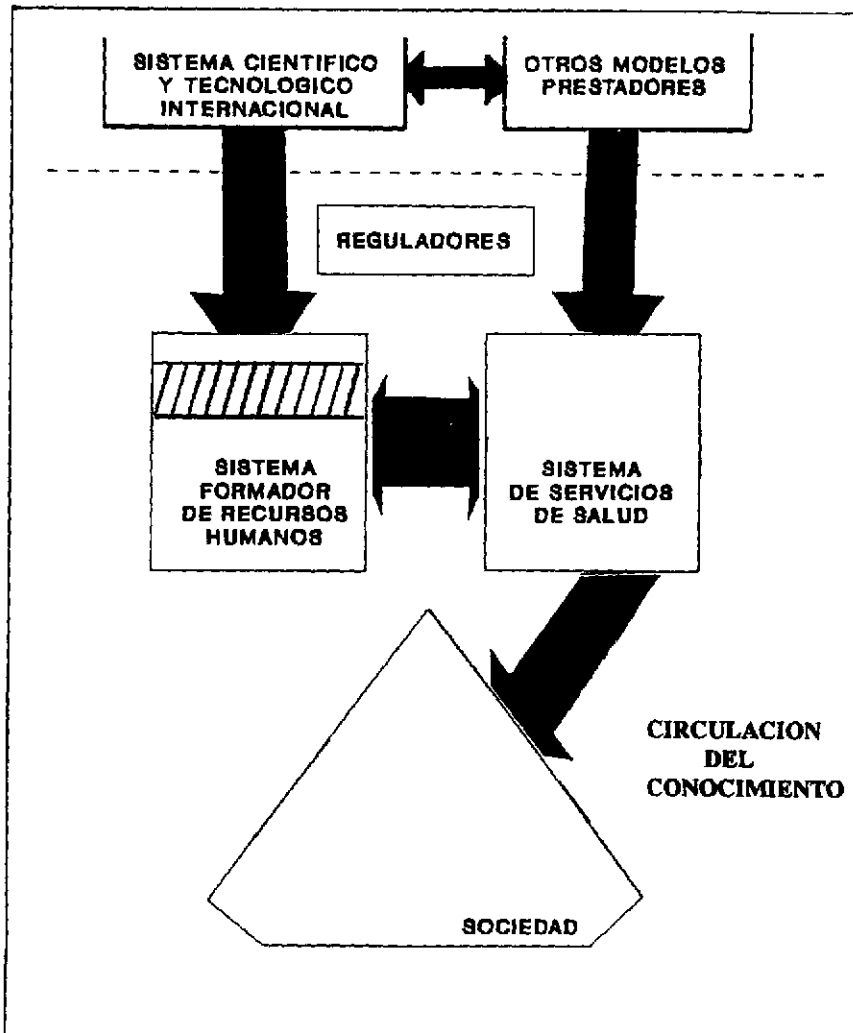 SISTEMA CIENTIFICO
Y TECNOLOGICO
INTERNACIONAL
OTROS MODELOS
PRESTADORES
REGULADORES
SISTEMA
FORMADOR
DE RECURSOS
HUMANOS
SISTEMA
DE SERVICIOS
DE SALUD
CIRCULACION
DEL
CONOCIMIENTO
SOCIEDAD